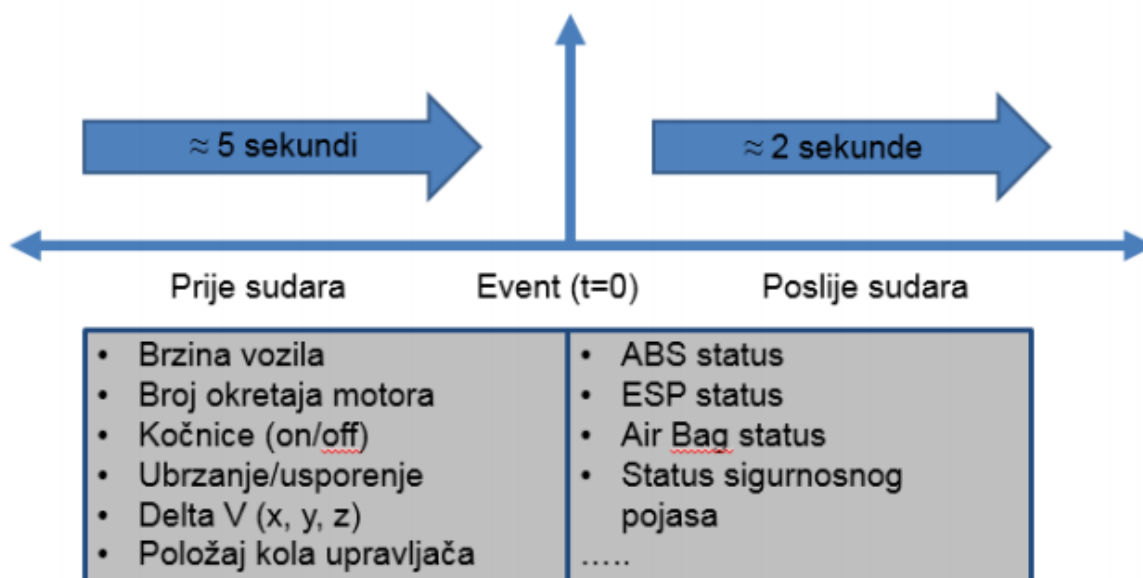 ≈ 5 sekundi
≈ 2 sekunde
Prije sudara
Event (t=0)
Poslije sudara
• Brzina vozila
• Broj okretaja motora
• Kočnice (on/off)
• Ubrzanje/usporenje
• Delta V (x, y, z)
• Položaj kola upravljača
• ABS status
• ESP status
• Air Bag status
• Status sigurnosnog
pojasa
.....